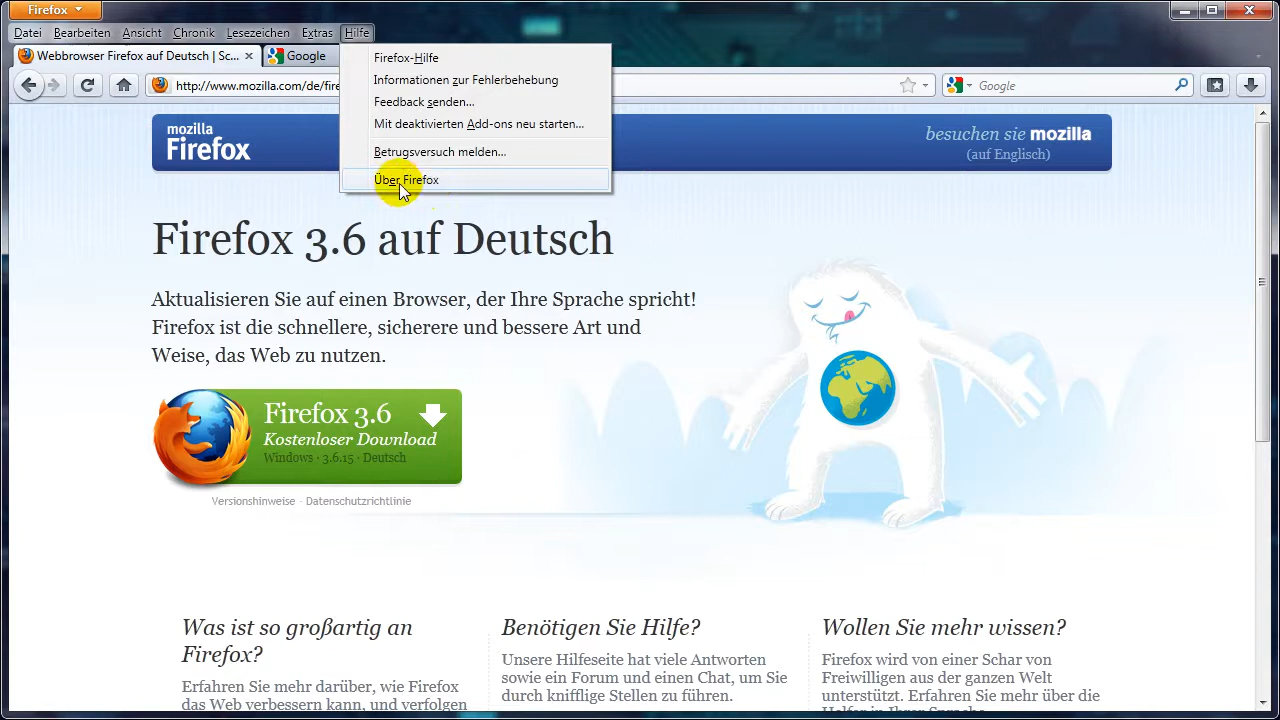 Firefox
Datei Bearbeiten Ansicht Chronik Lesezeichen Extras Hilfe
Webbrowser Firefox auf Deutsch | Sc...
Google
http://www.mozilla.com/de/fire
Google
Firefox-Hilfe
Informationen zur Fehlerbehebung
Feedback senden...
Mit deaktivierten Add-ons neu starten...
Betrugsversuch melden...
Über Firefox
mozilla
Firefox
besuchen sie mozilla
(auf Englisch)
Firefox 3.6 auf Deutsch
Aktualisieren Sie auf einen Browser, der Ihre Sprache spricht!
Firefox ist die schnellere, sicherere und bessere Art und
Weise, das Web zu nutzen.
Firefox 3.6
Kostenloser Download
Windows · 3.6.15 · Deutsch
Versionshinweise - Datenschutzrichtlinie
Was ist so großartig an
Firefox?
Erfahren Sie mehr darüber, wie Firefox
das Web verbessern kann, und verfolgen
Benötigen Sie Hilfe?
Unsere Hilfeseite hat viele Antworten
sowie ein Forum und einen Chat, um Sie
durch knifflige Stellen zu führen.
Wollen Sie mehr wissen?
Firefox wird von einer Schar von
Freiwilligen aus der ganzen Welt
unterstützt. Erfahren Sie mehr über die
Helfer in Ihrer Sprache.